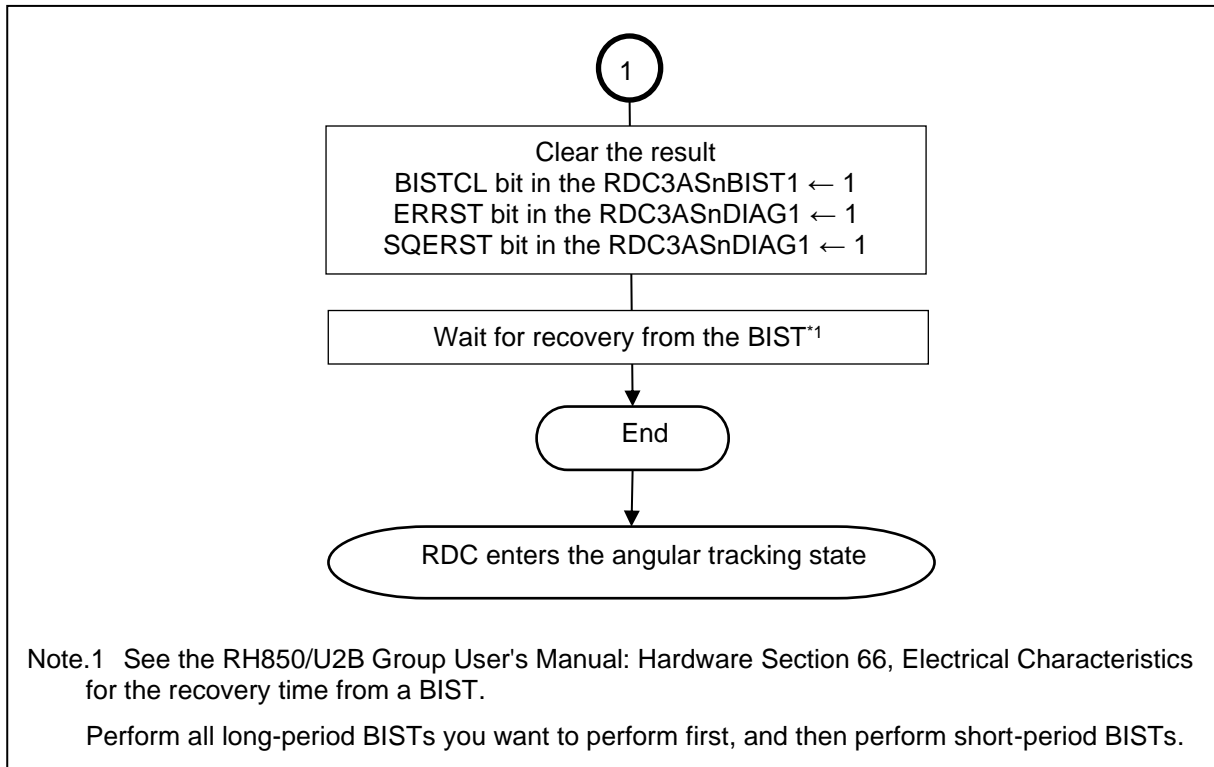 1
Clear the result
BISTCL bit in the RDC3ASnBIST1 ← 1
ERRST bit in the RDC3ASnDIAG1 ← 1
SQERST bit in the RDC3ASnDIAG1 ← 1
Wait for recovery from the BIST*1
End
RDC enters the angular tracking state
Note.1 See the RH850/U2B Group User's Manual: Hardware Section 66, Electrical Characteristics
for the recovery time from a BIST.
Perform all long-period BISTs you want to perform first, and then perform short-period BISTs.